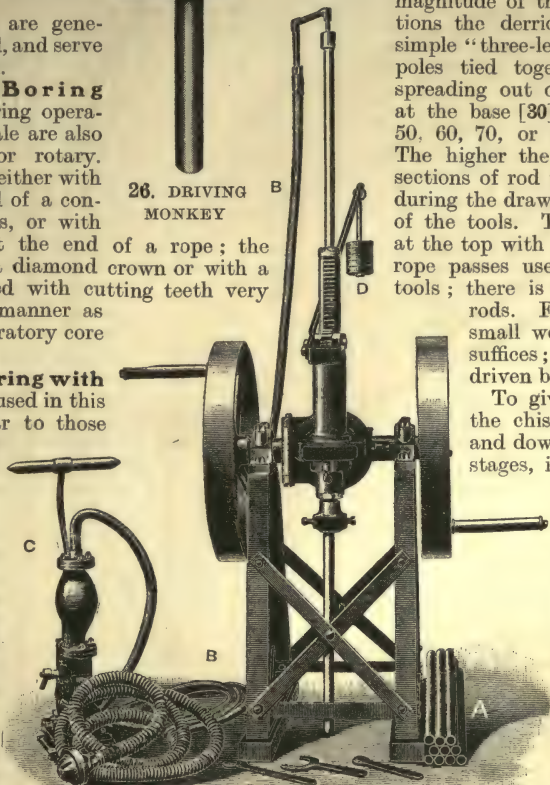 are gene-
, and serve
Boring
ring opera-
ale are also
or rotary.
either with
of a con-
s, or with
t the end of a rope ; the
diamond crown or with a
ed with cutting teeth very
manner as
ratory core
ring with
used in this
r to those
26. DRIVING
MONKEY
B
D
C
B
A
magnitude of th
tions the derric
simple “ three-le
poles tied toge
spreading out o
at the base [30]
50, 60, 70, or
The higher the
sections of rod
during the draw
of the tools. T
at the top with
rope passes use
tools ; there is
rods. F
small wo
suffices ;
driven b
To giv
the chis
and dow
stages, i